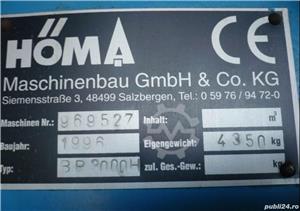 HÖMA CE
Maschinenbau GmbH & Co. KG
Siemensstraße 3, 48499 Salzbergen, Tel.: 0 59 76 / 94 72-0
Maschinen Nr.: 969527 Inhalt: m³
Baujahr: 1996 Eigengewicht: 4350 kg
Typ: zul. Ges.-Gew. kg
publi24.ro